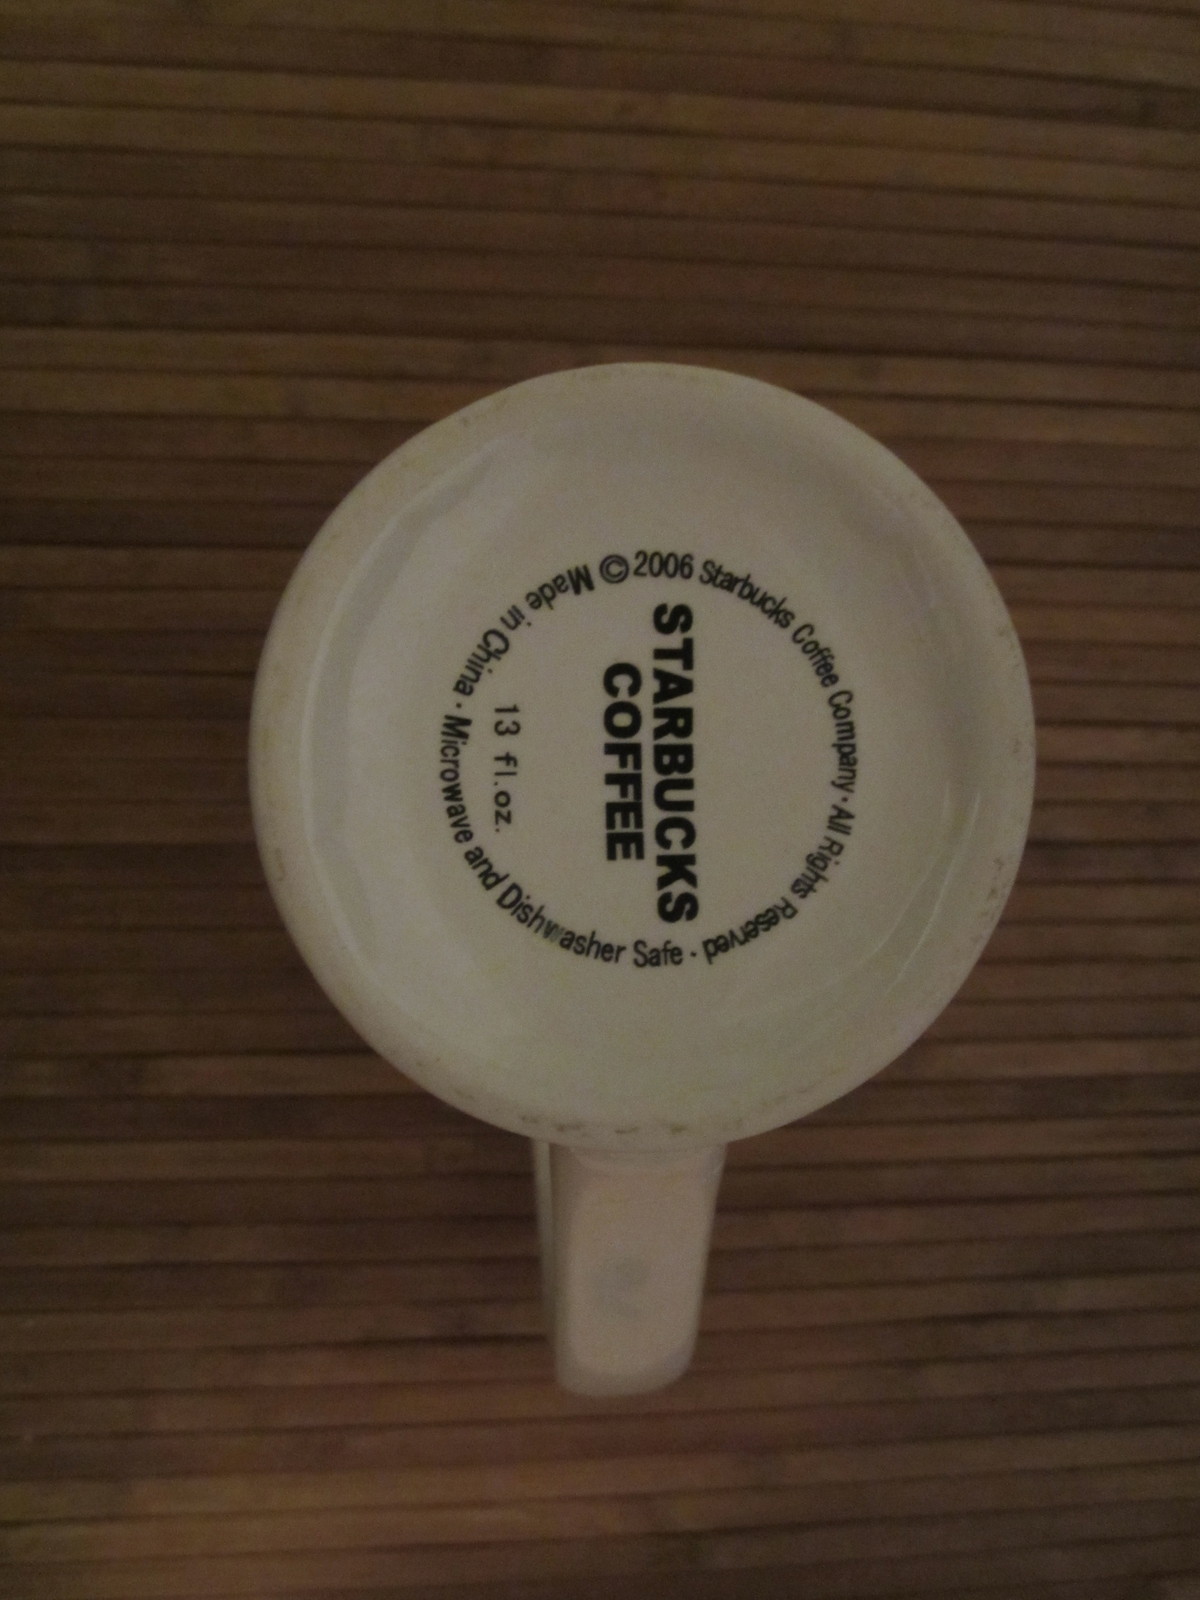 © 2006 Starbucks Coffee Company · All Rights Reserved ·
STARBUCKS
COFFEE
13 fl.oz.
Made in China · Microwave and Dishwasher Safe ·